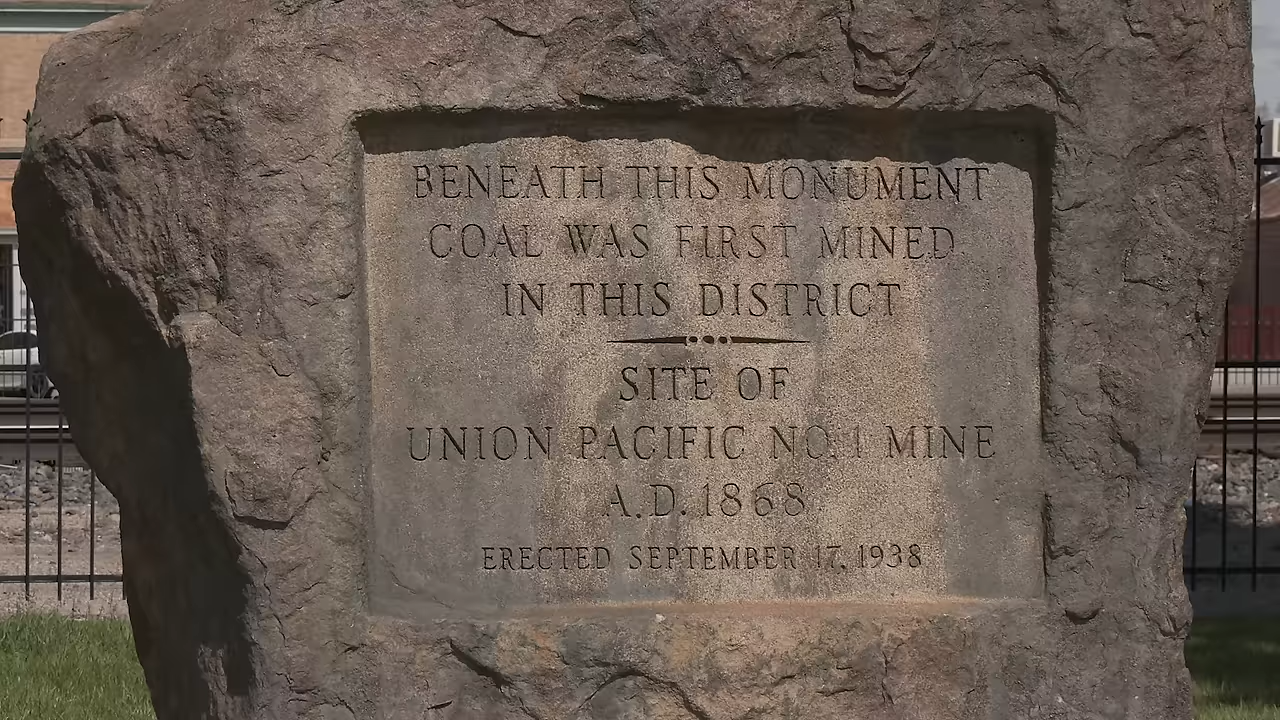 BENEATH THIS MONUMENT
COAL WAS FIRST MINED
IN THIS DISTRICT
SITE OF
UNION PACIFIC NO. 1 MINE
A.D. 1868
ERECTED SEPTEMBER 17, 1938